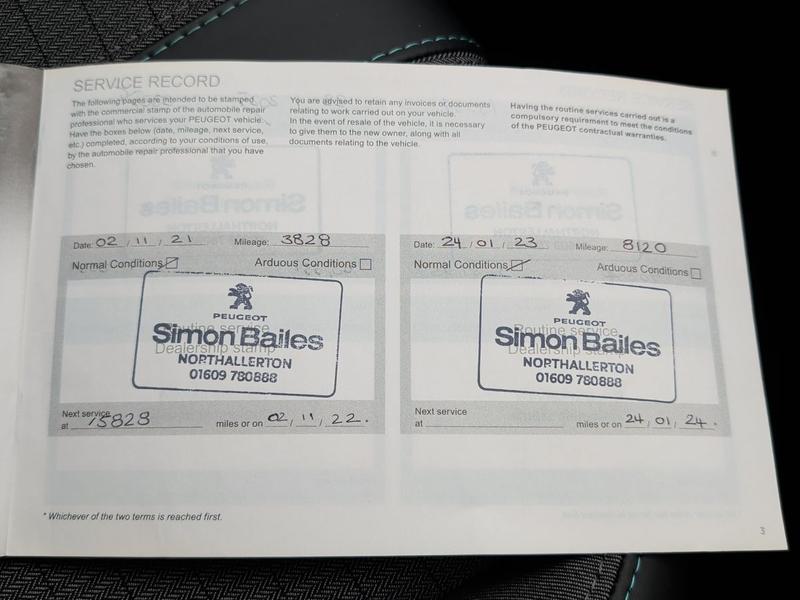 SERVICE RECORD
The following pages are intended to be stamped
with the commercial stamp of the automobile repair
professional who services your PEUGEOT vehicle.
Have the boxes below (date, mileage, next service,
etc.) completed, according to your conditions of use,
by the automobile repair professional that you have
chosen.
You are advised to retain any invoices or documents
relating to work carried out on your vehicle.
In the event of resale of the vehicle, it is necessary
to give them to the new owner, along with all
documents relating to the vehicle.
Having the routine services carried out is a
compulsory requirement to meet the conditions
of the PEUGEOT contractual warranties.
Date: 02 / 11 / 21 Mileage: 3828
Normal Conditions Arduous Conditions
PEUGEOT
Routine service
Simon Bailes
Dealership stamp
NORTHALLERTON
01609 780888
Next service
at 15828 miles or on 02 / 11 / 22.
Date: 24 / 01 / 23 Mileage: 8120
Normal Conditions Arduous Conditions
PEUGEOT
Routine service
Simon Bailes
Dealership stamp
NORTHALLERTON
01609 780888
Next service
at miles or on 24 / 01 / 24.
* Whichever of the two terms is reached first.
3